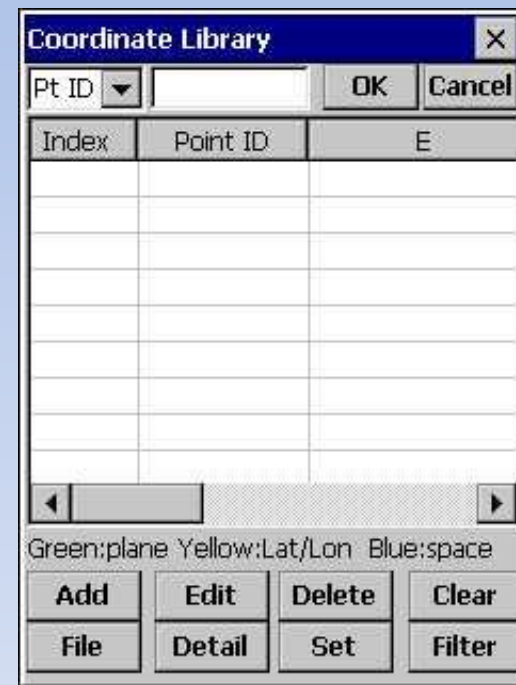 Coordinate Library
Pt ID OK Cancel
Index Point ID E
Green:plane Yellow:Lat/Lon Blue:space
Add Edit Delete Clear
File Detail Set Filter